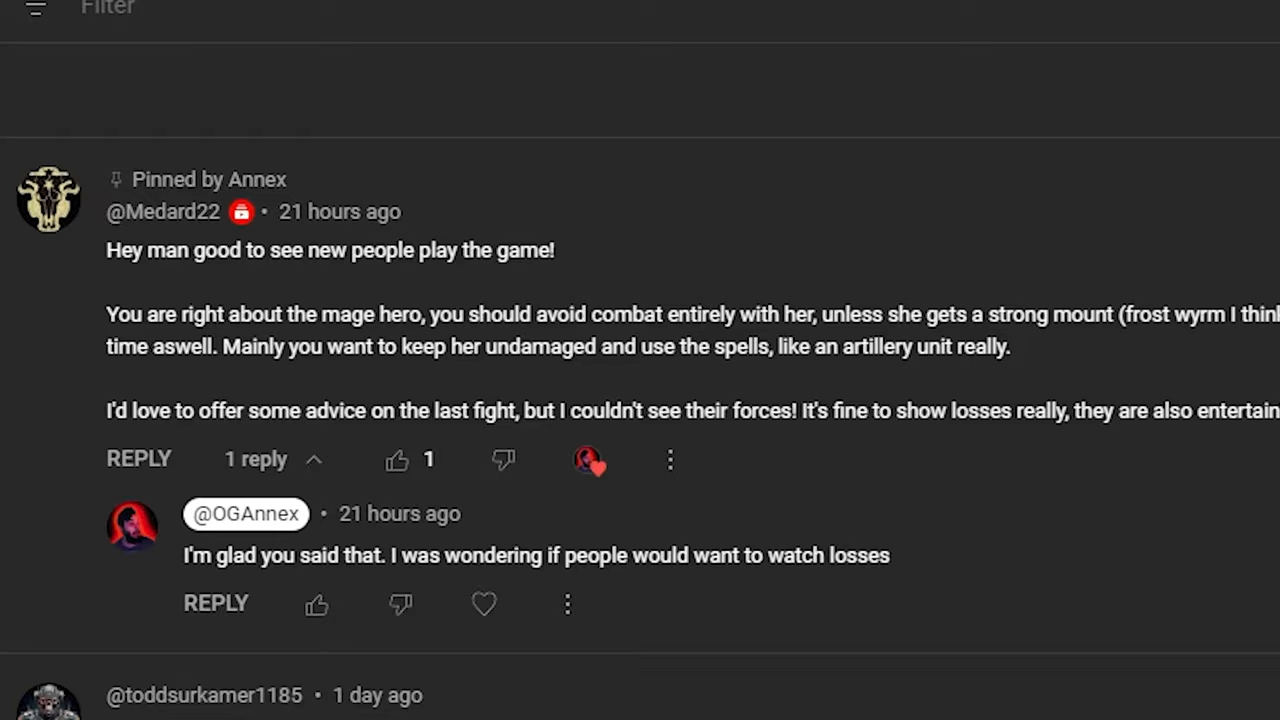 Filter
Pinned by Annex
@Medard22 • 21 hours ago
Hey man good to see new people play the game!
You are right about the mage hero, you should avoid combat entirely with her, unless she gets a strong mount (frost wyrm I think
time aswell. Mainly you want to keep her undamaged and use the spells, like an artillery unit really.
I'd love to offer some advice on the last fight, but I couldn't see their forces! It's fine to show losses really, they are also entertain
REPLY 1 reply 1
@OGAnnex • 21 hours ago
I'm glad you said that. I was wondering if people would want to watch losses
REPLY
@toddsurkamer1185 • 1 day ago